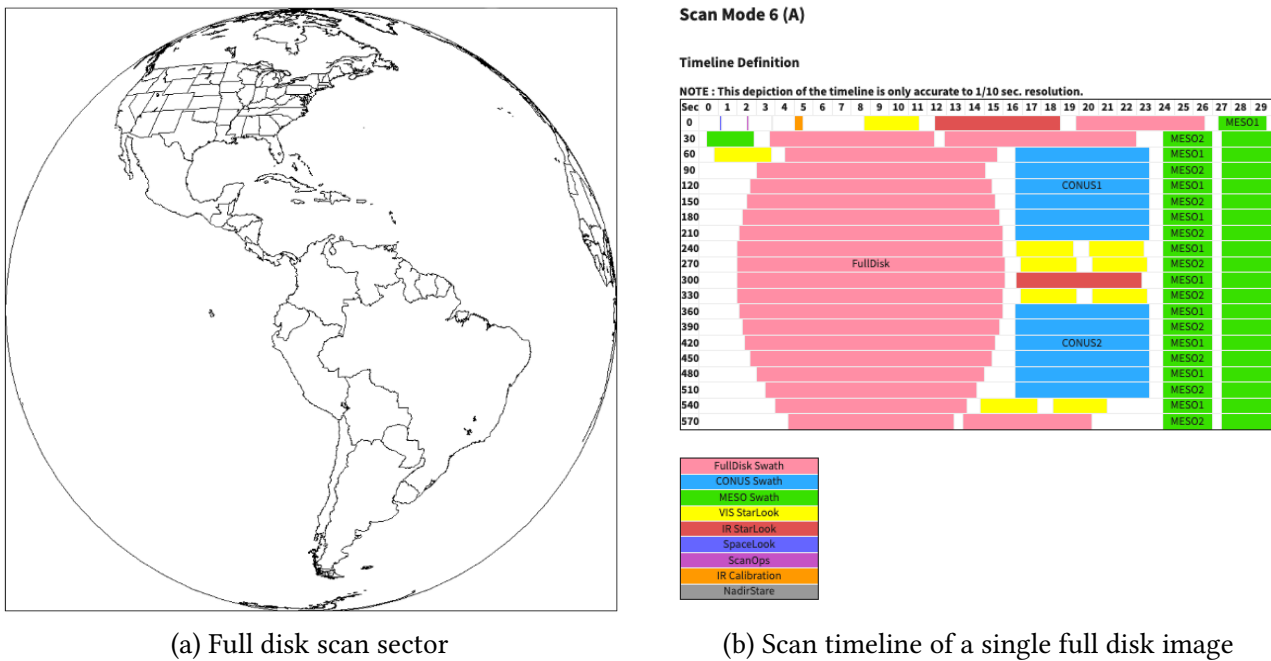 Scan Mode 6 (A)
Timeline Definition
NOTE : This depiction of the timeline is only accurate to 1/10 sec. resolution.
Sec 0 1 2 3 4 5 6 7 8 9 10 11 12 13 14 15 16 17 18 19 20 21 22 23 24 25 26 27 28 29
0 MESO1
30 MESO2
60 MESO1
90 MESO2
120 CONUS1 MESO1
150 MESO2
180 MESO1
210 MESO2
240 MESO1
270 FullDisk MESO2
300 MESO1
330 MESO2
360 MESO1
390 MESO2
420 CONUS2 MESO1
450 MESO2
480 MESO1
510 MESO2
540 MESO1
570 MESO2
FullDisk Swath
CONUS Swath
MESO Swath
VIS StarLook
IR StarLook
SpaceLook
ScanOps
IR Calibration
NadirStare
(a) Full disk scan sector
(b) Scan timeline of a single full disk image